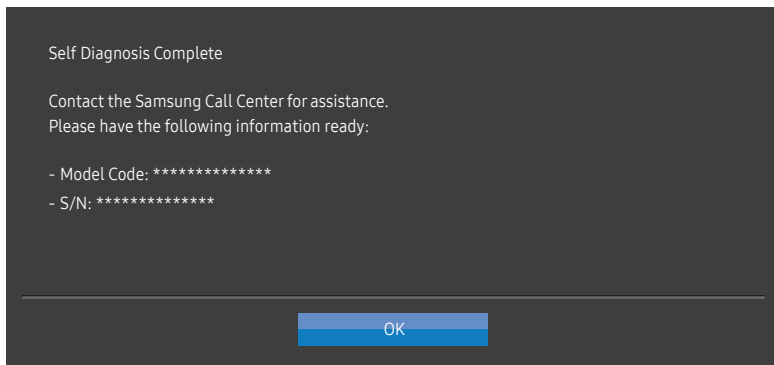 Self Diagnosis Complete
Contact the Samsung Call Center for assistance.
Please have the following information ready:
- Model Code: **************
- S/N: **************
OK